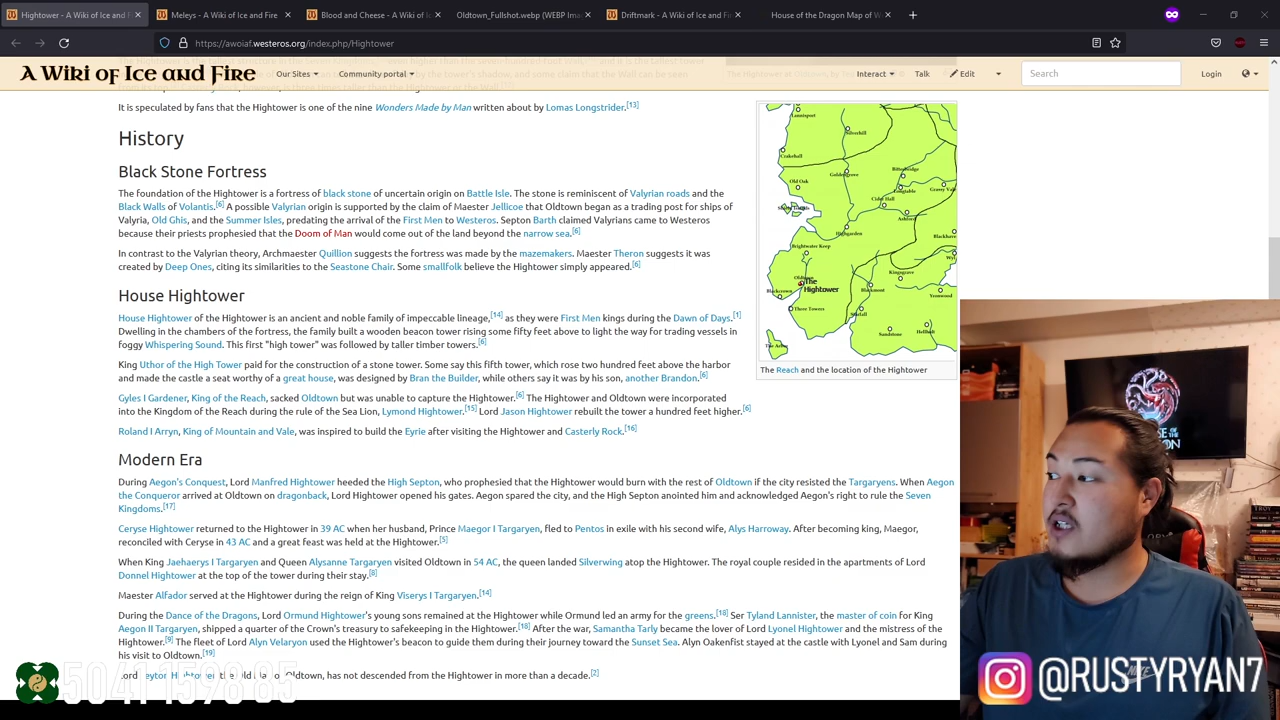 Hightower - A Wiki of Ice and F
Meleys - A Wiki of Ice and Fire
Blood and Cheese - A Wiki of Ic
Oldtown_Fullshot.webp (WEBP Ima
Driftmark - A Wiki of Ice and Fi
House of the Dragon Map of W
https://awoiaf.westeros.org/index.php/Hightower
A Wiki of Ice and Fire
Our Sites
Community portal
Interact
Talk
Edit
Search
Login
It is speculated by fans that the Hightower is one of the nine Wonders Made by Man written about by Lomas Longstrider.[13]
History
Black Stone Fortress
The foundation of the Hightower is a fortress of black stone of uncertain origin on Battle Isle. The stone is reminiscent of Valyrian roads and the
Black Walls of Volantis.[6] A possible Valyrian origin is supported by the claim of Maester Jellicoe that Oldtown began as a trading post for ships of
Valyria, Old Ghis, and the Summer Isles, predating the arrival of the First Men to Westeros. Septon Barth claimed Valyrians came to Westeros
because their priests prophesied that the Doom of Man would come out of the land beyond the narrow sea.[6]
In contrast to the Valyrian theory, Archmaester Quillion suggests the fortress was made by the mazemakers. Maester Theron suggests it was
created by Deep Ones, citing its similarities to the Seastone Chair. Some smallfolk believe the Hightower simply appeared.[6]
House Hightower
House Hightower of the Hightower is an ancient and noble family of impeccable lineage,[14] as they were First Men kings during the Dawn of Days.[1]
Dwelling in the chambers of the fortress, the family built a wooden beacon tower rising some fifty feet above to light the way for trading vessels in
foggy Whispering Sound. This first "high tower" was followed by taller timber towers.[6]
King Uthor of the High Tower paid for the construction of a stone tower. Some say this fifth tower, which rose two hundred feet above the harbor
and made the castle a seat worthy of a great house, was designed by Bran the Builder, while others say it was by his son, another Brandon.[6]
Gyles I Gardener, King of the Reach, sacked Oldtown but was unable to capture the Hightower.[6] The Hightower and Oldtown were incorporated
into the Kingdom of the Reach during the rule of the Sea Lion, Lymond Hightower.[15] Lord Jason Hightower rebuilt the tower a hundred feet higher.[6]
Roland I Arryn, King of Mountain and Vale, was inspired to build the Eyrie after visiting the Hightower and Casterly Rock.[16]
Modern Era
During Aegon's Conquest, Lord Manfred Hightower heeded the High Septon, who prophesied that the Hightower would burn with the rest of Oldtown if the city resisted the Targaryens. When Aegon
the Conqueror arrived at Oldtown on dragonback, Lord Hightower opened his gates. Aegon spared the city, and the High Septon anointed him and acknowledged Aegon's right to rule the Seven
Kingdoms.[17]
Ceryse Hightower returned to the Hightower in 39 AC when her husband, Prince Maegor I Targaryen, fled to Pentos in exile with his second wife, Alys Harroway. After becoming king, Maegor,
reconciled with Ceryse in 43 AC and a great feast was held at the Hightower.[5]
When King Jaehaerys I Targaryen and Queen Alysanne Targaryen visited Oldtown in 54 AC, the queen landed Silverwing atop the Hightower. The royal couple resided in the apartments of Lord
Donnel Hightower at the top of the tower during their stay.[8]
Maester Alfador served at the Hightower during the reign of King Viserys I Targaryen.[14]
During the Dance of the Dragons, Lord Ormund Hightower's young sons remained at the Hightower while Ormund led an army for the greens.[18] Ser Tyland Lannister, the master of coin for King
Aegon II Targaryen, shipped a quarter of the Crown's treasury to safekeeping in the Hightower.[18] After the war, Samantha Tarly became the lover of Lord Lyonel Hightower and the mistress of the
Hightower.[9] The fleet of Lord Alyn Velaryon used the Hightower's beacon to guide them during their journey toward the Sunset Sea. Alyn Oakenfist stayed at the castle with Lyonel and Sam during
his visit to Oldtown.[19]
Oldtown, has not descended from the Hightower in more than a decade.[2]
Lannisport
Silverhill
Crakehall
Bitterbridge
Goldengrove
Old Oak
Longtable
Grassy Vale
Cider Hall
Ashford
Highgarden
Brightwater Keep
Kingsgrave
The Hightower
Blackcrown
Blackmont
Yronwood
Three Towers
Starfall
Sandstone
Hellholt
The Arbor
The Reach and the location of the Hightower
5041 1598 85
@RUSTYRYAN7